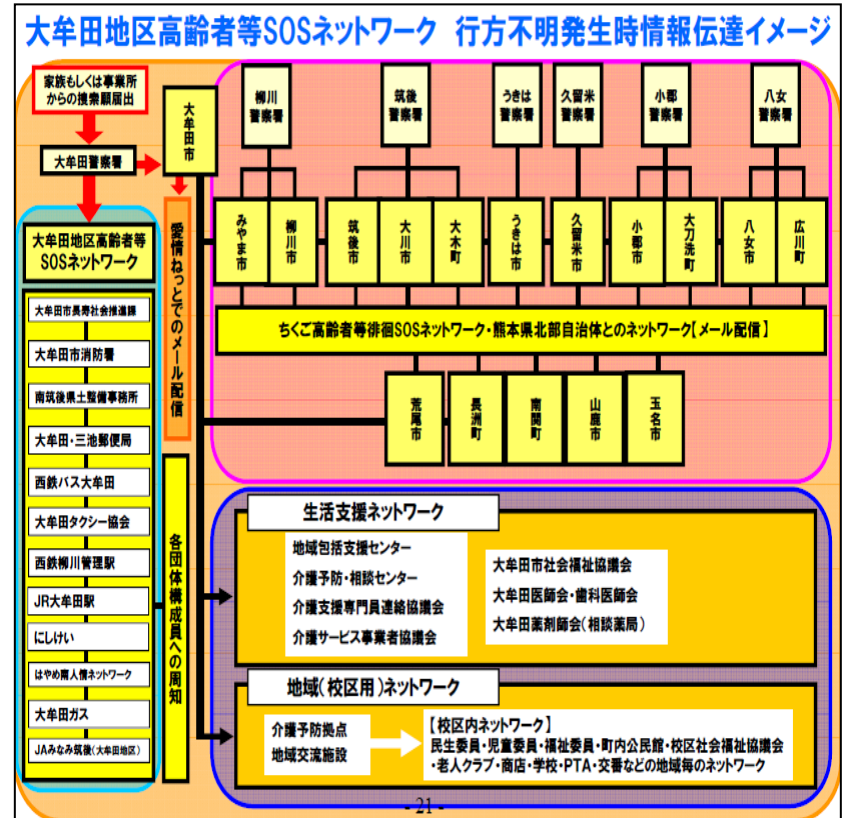 大牟田地区高齢者等SOSネットワーク 行方不明発生時情報伝達イメージ
家族もしくは事業所
からの捜索願届出
大牟田警察署
大牟田市
柳川
警察署
筑後
警察署
うきは
警察署
久留米
警察署
小郡
警察署
八女
警察署
みやま市
柳川市
筑後市
大川市
大木町
うきは市
久留米市
小郡市
大刀洗町
八女市
広川町
ちくご高齢者等徘徊SOSネットワーク・熊本県北部自治体とのネットワーク【メール配信】
荒尾市
長洲町
南関町
山鹿市
玉名市
愛情ねっとでのメール配信
大牟田地区高齢者等
SOSネットワーク
大牟田市長寿社会推進課
大牟田市消防署
南筑後県土整備事務所
大牟田・三池郵便局
西鉄バス大牟田
大牟田タクシー協会
西鉄柳川管理駅
JR大牟田駅
にしけい
はやめ南人情ネットワーク
大牟田ガス
JAみなみ筑後(大牟田地区)
各団体構成員への周知
生活支援ネットワーク
地域包括支援センター
介護予防・相談センター
介護支援専門員連絡協議会
介護サービス事業者協議会
大牟田市社会福祉協議会
大牟田医師会・歯科医師会
大牟田薬剤師会(相談薬局)
地域(校区用)ネットワーク
介護予防拠点
地域交流施設
【校区内ネットワーク】
民生委員・児童委員・福祉委員・町内公民館・校区社会福祉協議会
・老人クラブ・商店・学校・PTA・交番などの地域毎のネットワーク
- 21 -